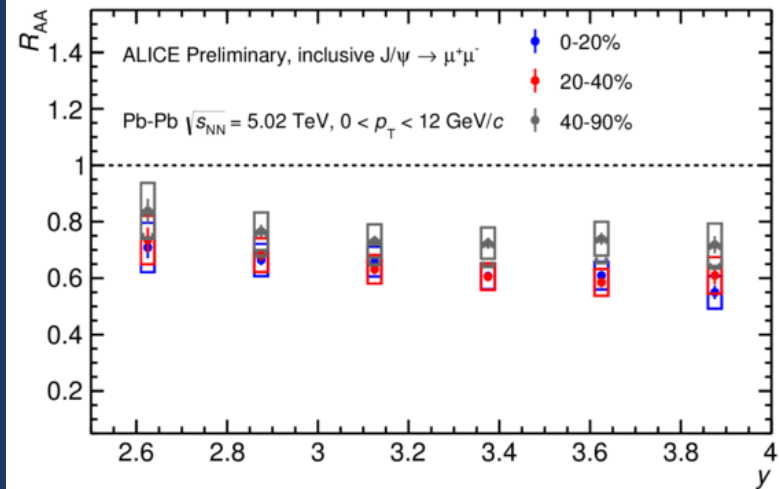 R_AA
1.4
1.2
1
0.8
0.6
0.4
0.2
ALICE Preliminary, inclusive J/ψ → μ⁺μ⁻
Pb-Pb √s_NN = 5.02 TeV, 0 < p_T < 12 GeV/c
0-20%
20-40%
40-90%
2.6 2.8 3 3.2 3.4 3.6 3.8 4
y